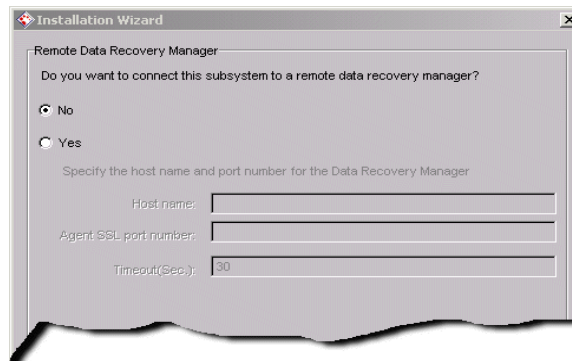 Installation Wizard
Remote Data Recovery Manager
Do you want to connect this subsystem to a remote data recovery manager?
No
Yes
Specify the host name and port number for the Data Recovery Manager
Host name:
Agent SSL port number:
Timeout(Sec.): 30